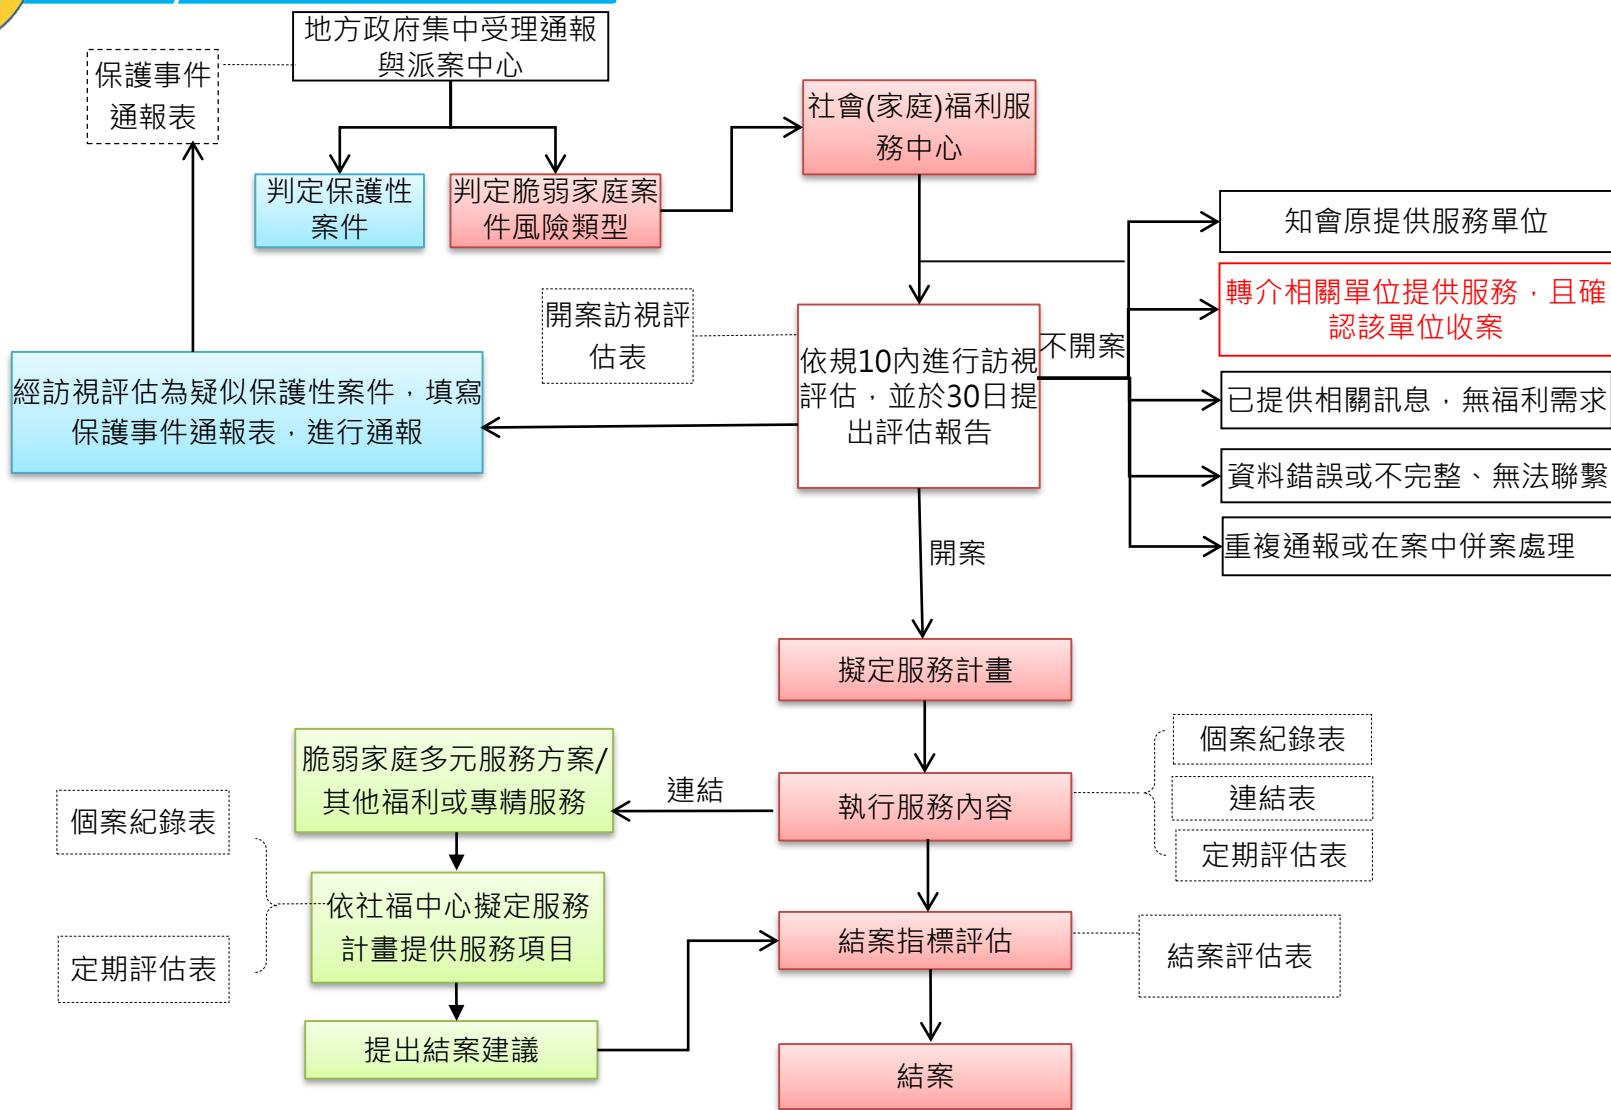 地方政府集中受理通報
與派案中心
保護事件
通報表
社會(家庭)福利服
務中心
判定保護性
案件
判定脆弱家庭案
件風險類型
知會原提供服務單位
轉介相關單位提供服務，且確
認該單位收案
開案訪視評
估表
不開案
依規10內進行訪視
評估，並於30日提
出評估報告
經訪視評估為疑似保護性案件，填寫
保護事件通報表，進行通報
已提供相關訊息，無福利需求
資料錯誤或不完整、無法聯繫
重複通報或在案中併案處理
開案
擬定服務計畫
脆弱家庭多元服務方案/
其他福利或專精服務
連結
執行服務內容
個案紀錄表
連結表
定期評估表
個案紀錄表
依社福中心擬定服務
計畫提供服務項目
定期評估表
結案指標評估
結案評估表
提出結案建議
結案